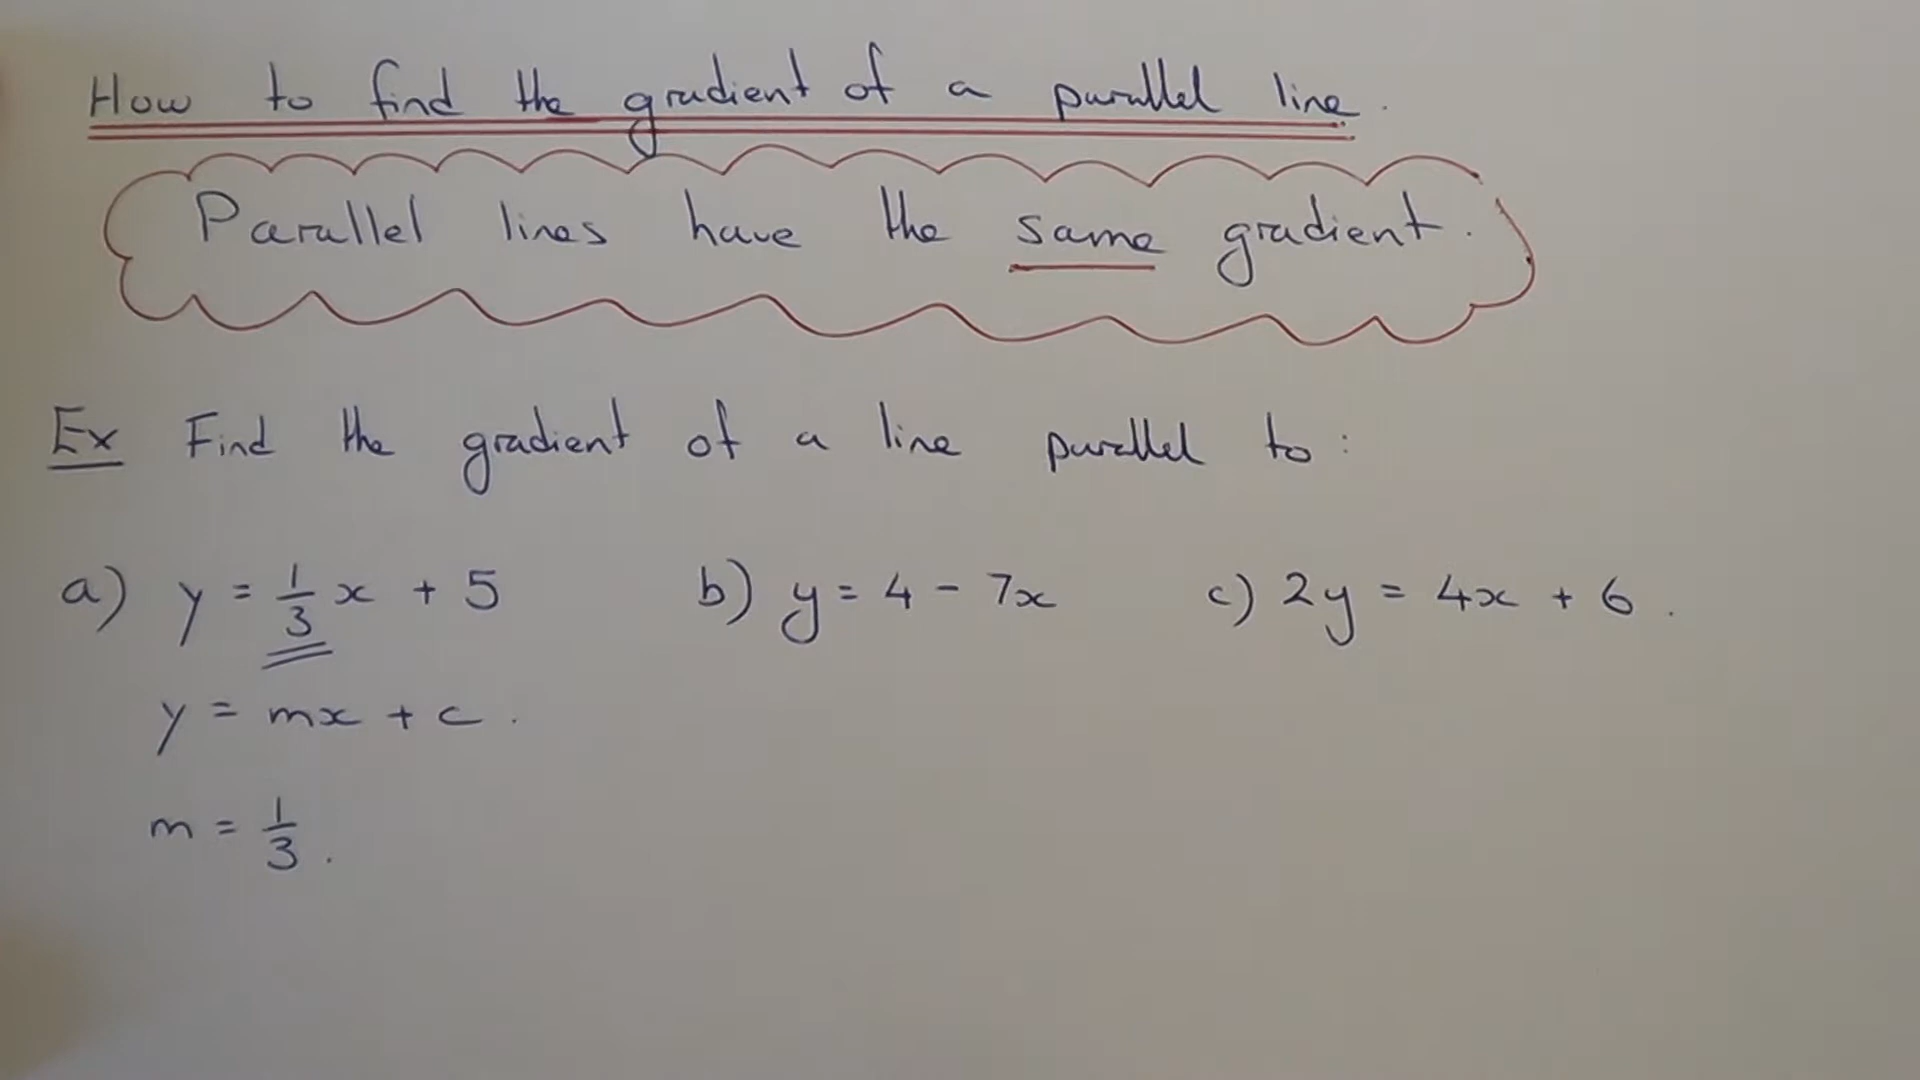 How to find the gradient of a parallel line.
Parallel lines have the same gradient.
Ex Find the gradient of a line parallel to:
a) y = 1/3 x + 5 b) y = 4 - 7x c) 2y = 4x + 6.
y = mx + c.
m = 1/3.